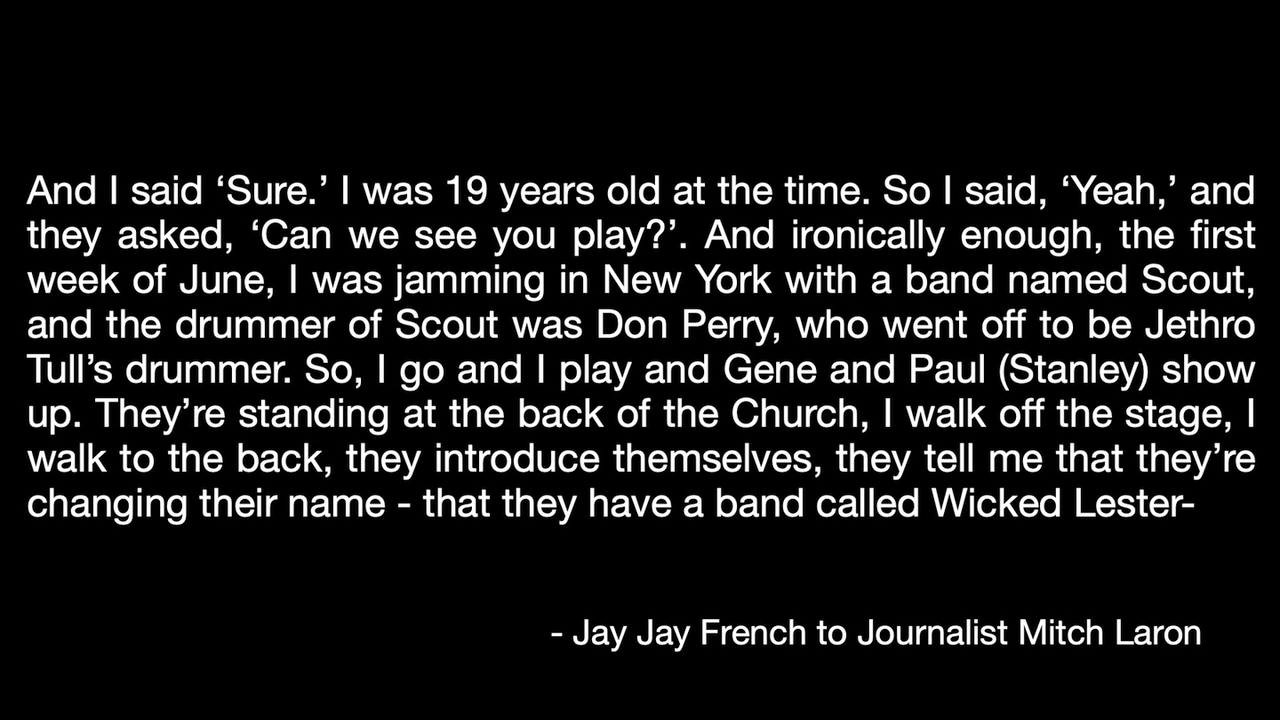 And I said ‘Sure.’ I was 19 years old at the time. So I said, ‘Yeah,’ and
they asked, ‘Can we see you play?’. And ironically enough, the first
week of June, I was jamming in New York with a band named Scout,
and the drummer of Scout was Don Perry, who went off to be Jethro
Tull’s drummer. So, I go and I play and Gene and Paul (Stanley) show
up. They’re standing at the back of the Church, I walk off the stage, I
walk to the back, they introduce themselves, they tell me that they’re
changing their name - that they have a band called Wicked Lester-
- Jay Jay French to Journalist Mitch Laron